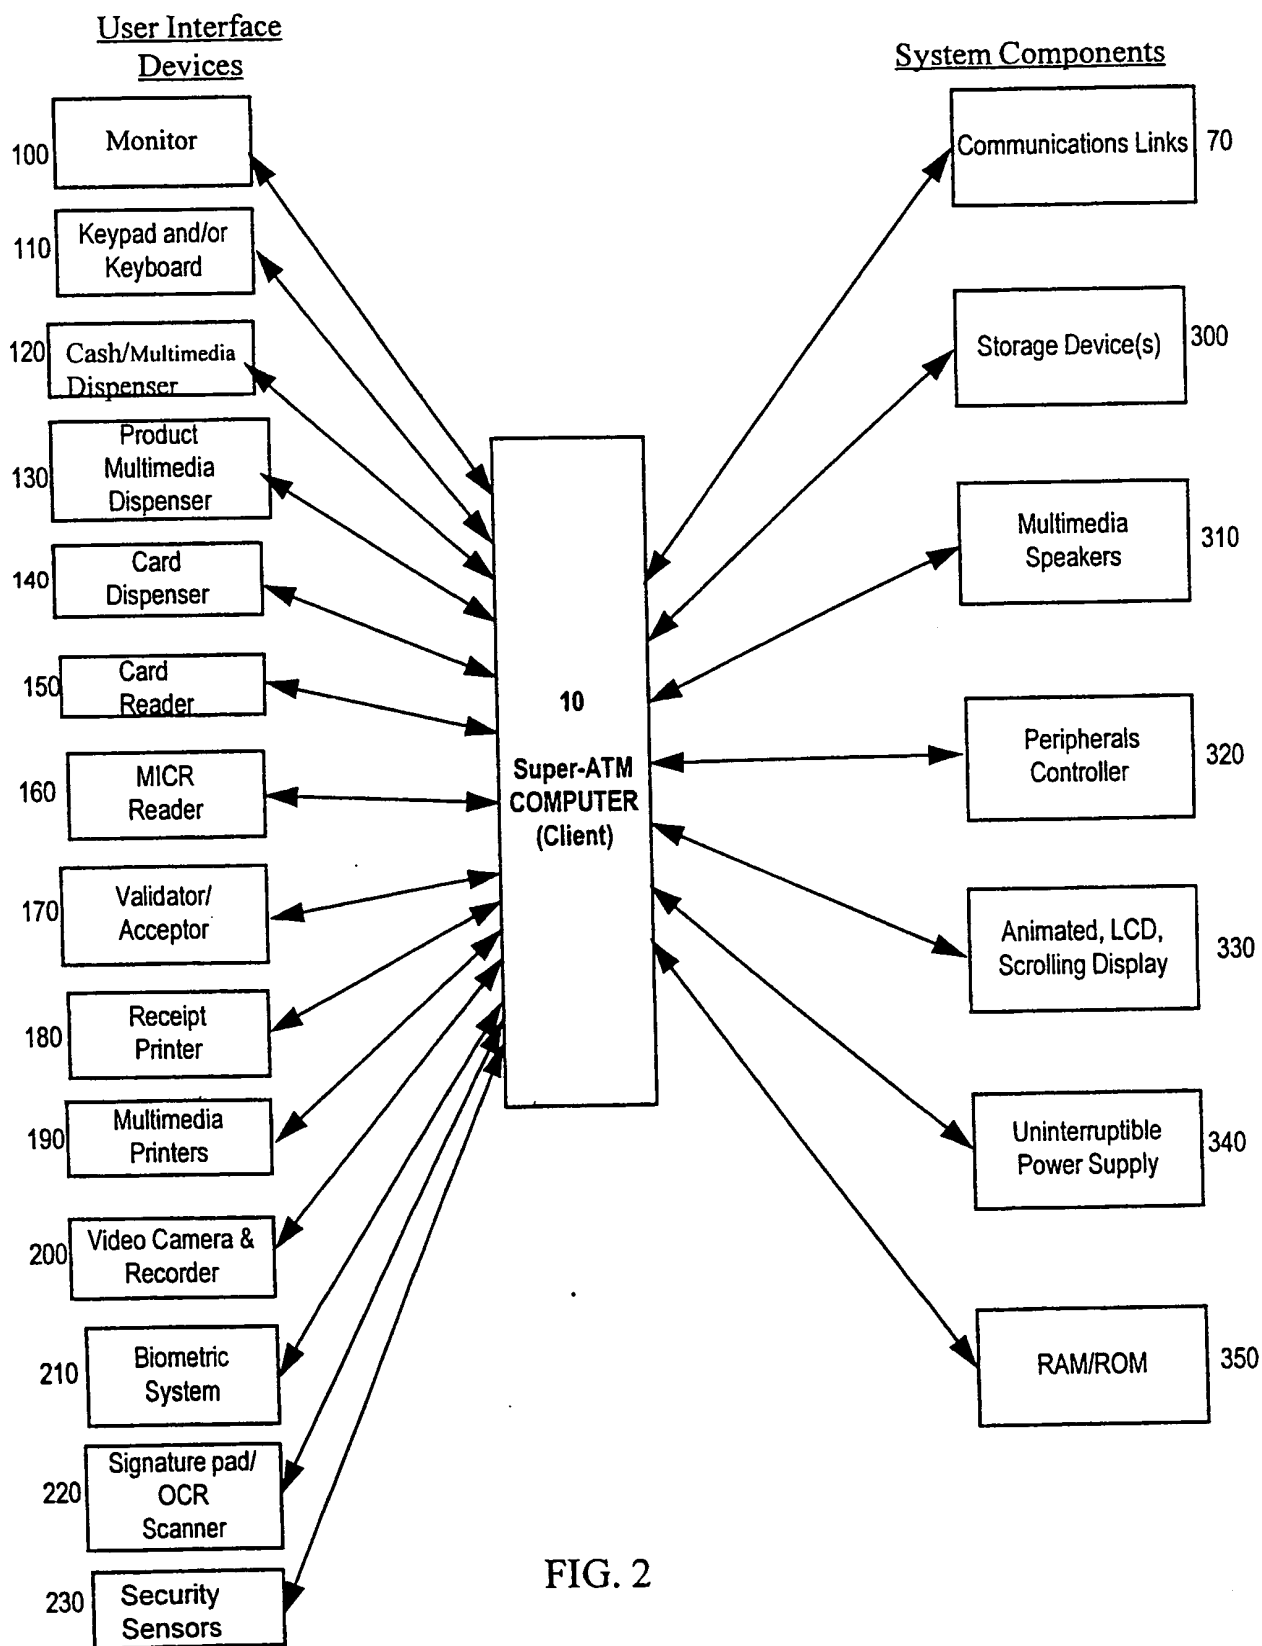 User Interface
Devices
System Components
100
Monitor
110
Keypad and/or
Keyboard
120
Cash/Multimedia
Dispenser
130
Product
Multimedia
Dispenser
140
Card
Dispenser
150
Card
Reader
160
MICR
Reader
170
Validator/
Acceptor
180
Receipt
Printer
190
Multimedia
Printers
200
Video Camera &
Recorder
210
Biometric
System
220
Signature pad/
OCR
Scanner
230
Security
Sensors
10
Super-ATM
COMPUTER
(Client)
Communications Links
70
Storage Device(s)
300
Multimedia
Speakers
310
Peripherals
Controller
320
Animated, LCD,
Scrolling Display
330
Uninterruptible
Power Supply
340
RAM/ROM
350
FIG. 2